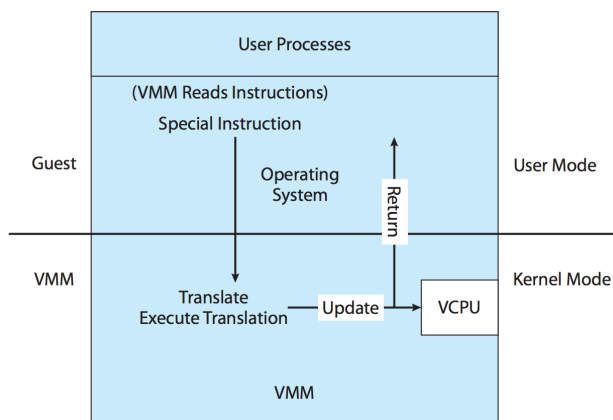 User Processes
(VMM Reads Instructions)
Special Instruction
Guest
Operating
System
Return
User Mode
VMM
Kernel Mode
Translate
Execute Translation
Update
VCPU
VMM